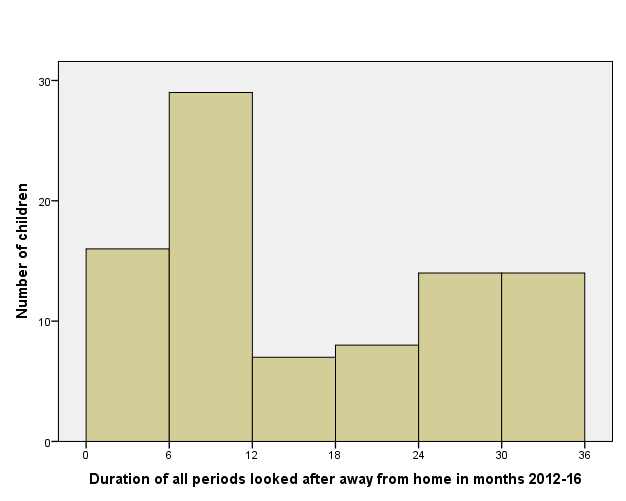 Number of children
30
20
10
0
0 6 12 18 24 30 36
Duration of all periods looked after away from home in months 2012-16